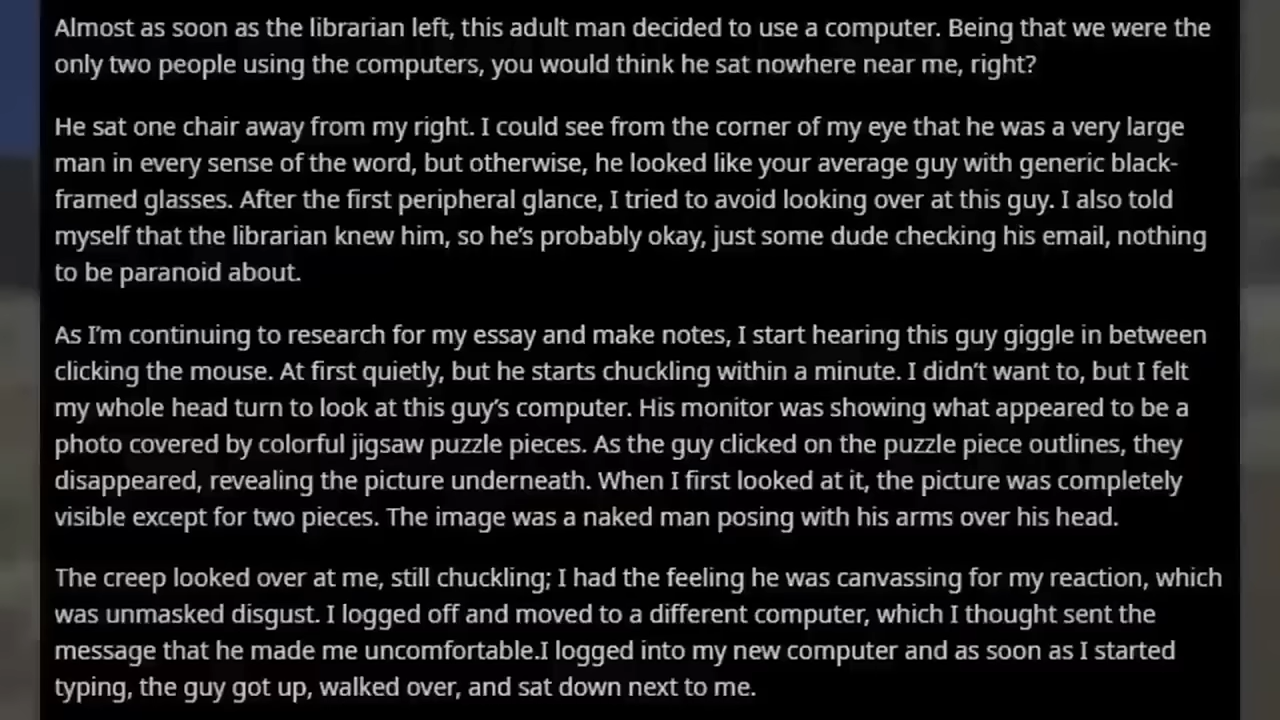 Almost as soon as the librarian left, this adult man decided to use a computer. Being that we were the
only two people using the computers, you would think he sat nowhere near me, right?
He sat one chair away from my right. I could see from the corner of my eye that he was a very large
man in every sense of the word, but otherwise, he looked like your average guy with generic black-
framed glasses. After the first peripheral glance, I tried to avoid looking over at this guy. I also told
myself that the librarian knew him, so he’s probably okay, just some dude checking his email, nothing
to be paranoid about.
As I’m continuing to research for my essay and make notes, I start hearing this guy giggle in between
clicking the mouse. At first quietly, but he starts chuckling within a minute. I didn’t want to, but I felt
my whole head turn to look at this guy’s computer. His monitor was showing what appeared to be a
photo covered by colorful jigsaw puzzle pieces. As the guy clicked on the puzzle piece outlines, they
disappeared, revealing the picture underneath. When I first looked at it, the picture was completely
visible except for two pieces. The image was a naked man posing with his arms over his head.
The creep looked over at me, still chuckling; I had the feeling he was canvassing for my reaction, which
was unmasked disgust. I logged off and moved to a different computer, which I thought sent the
message that he made me uncomfortable.I logged into my new computer and as soon as I started
typing, the guy got up, walked over, and sat down next to me.